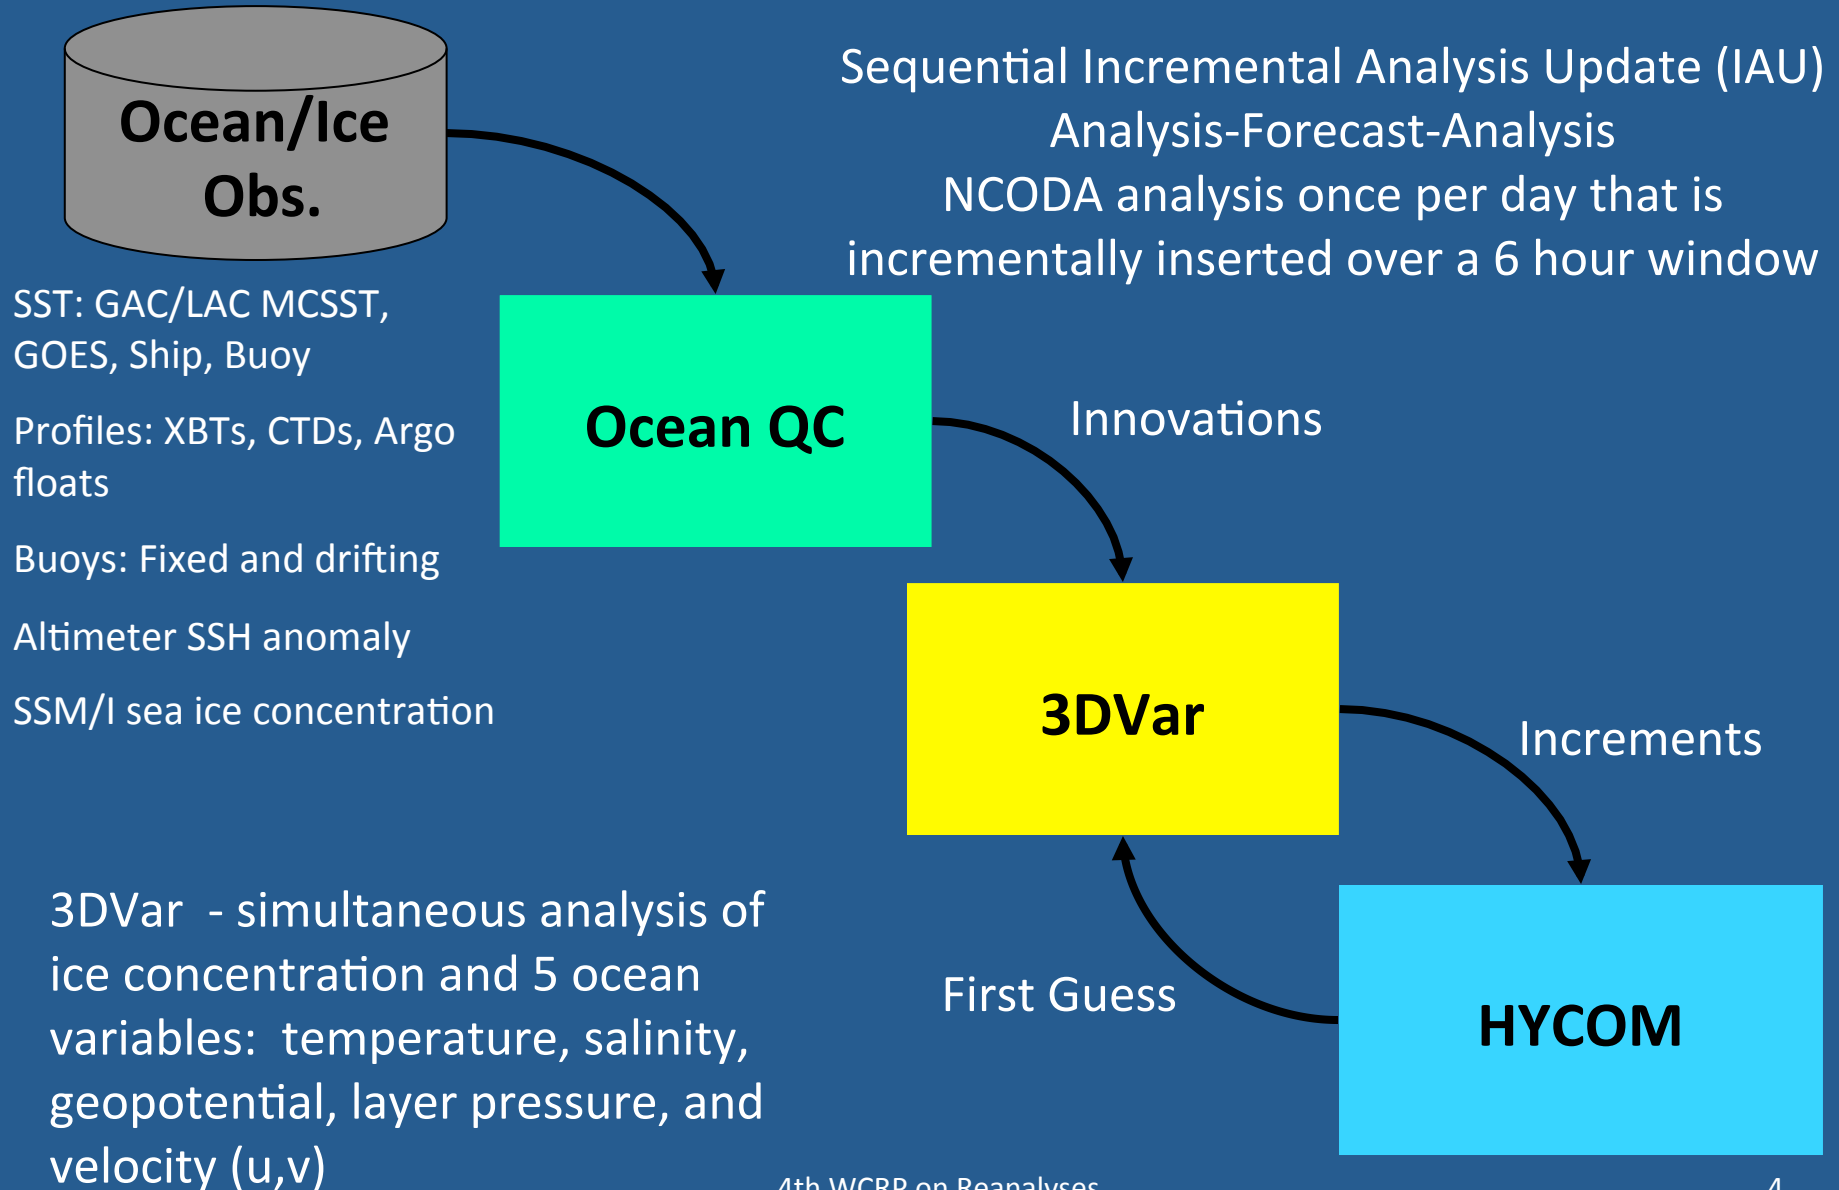 Ocean/Ice
Obs.
Sequential Incremental Analysis Update (IAU)
Analysis-Forecast-Analysis
NCODA analysis once per day that is
incrementally inserted over a 6 hour window
SST: GAC/LAC MCSST,
GOES, Ship, Buoy
Profiles: XBTs, CTDs, Argo
floats
Buoys: Fixed and drifting
Altimeter SSH anomaly
SSM/I sea ice concentration
Ocean QC
Innovations
3DVar
Increments
First Guess
HYCOM
3DVar - simultaneous analysis of
ice concentration and 5 ocean
variables: temperature, salinity,
geopotential, layer pressure, and
velocity (u,v)
4th WCRP on Reanalyses
4